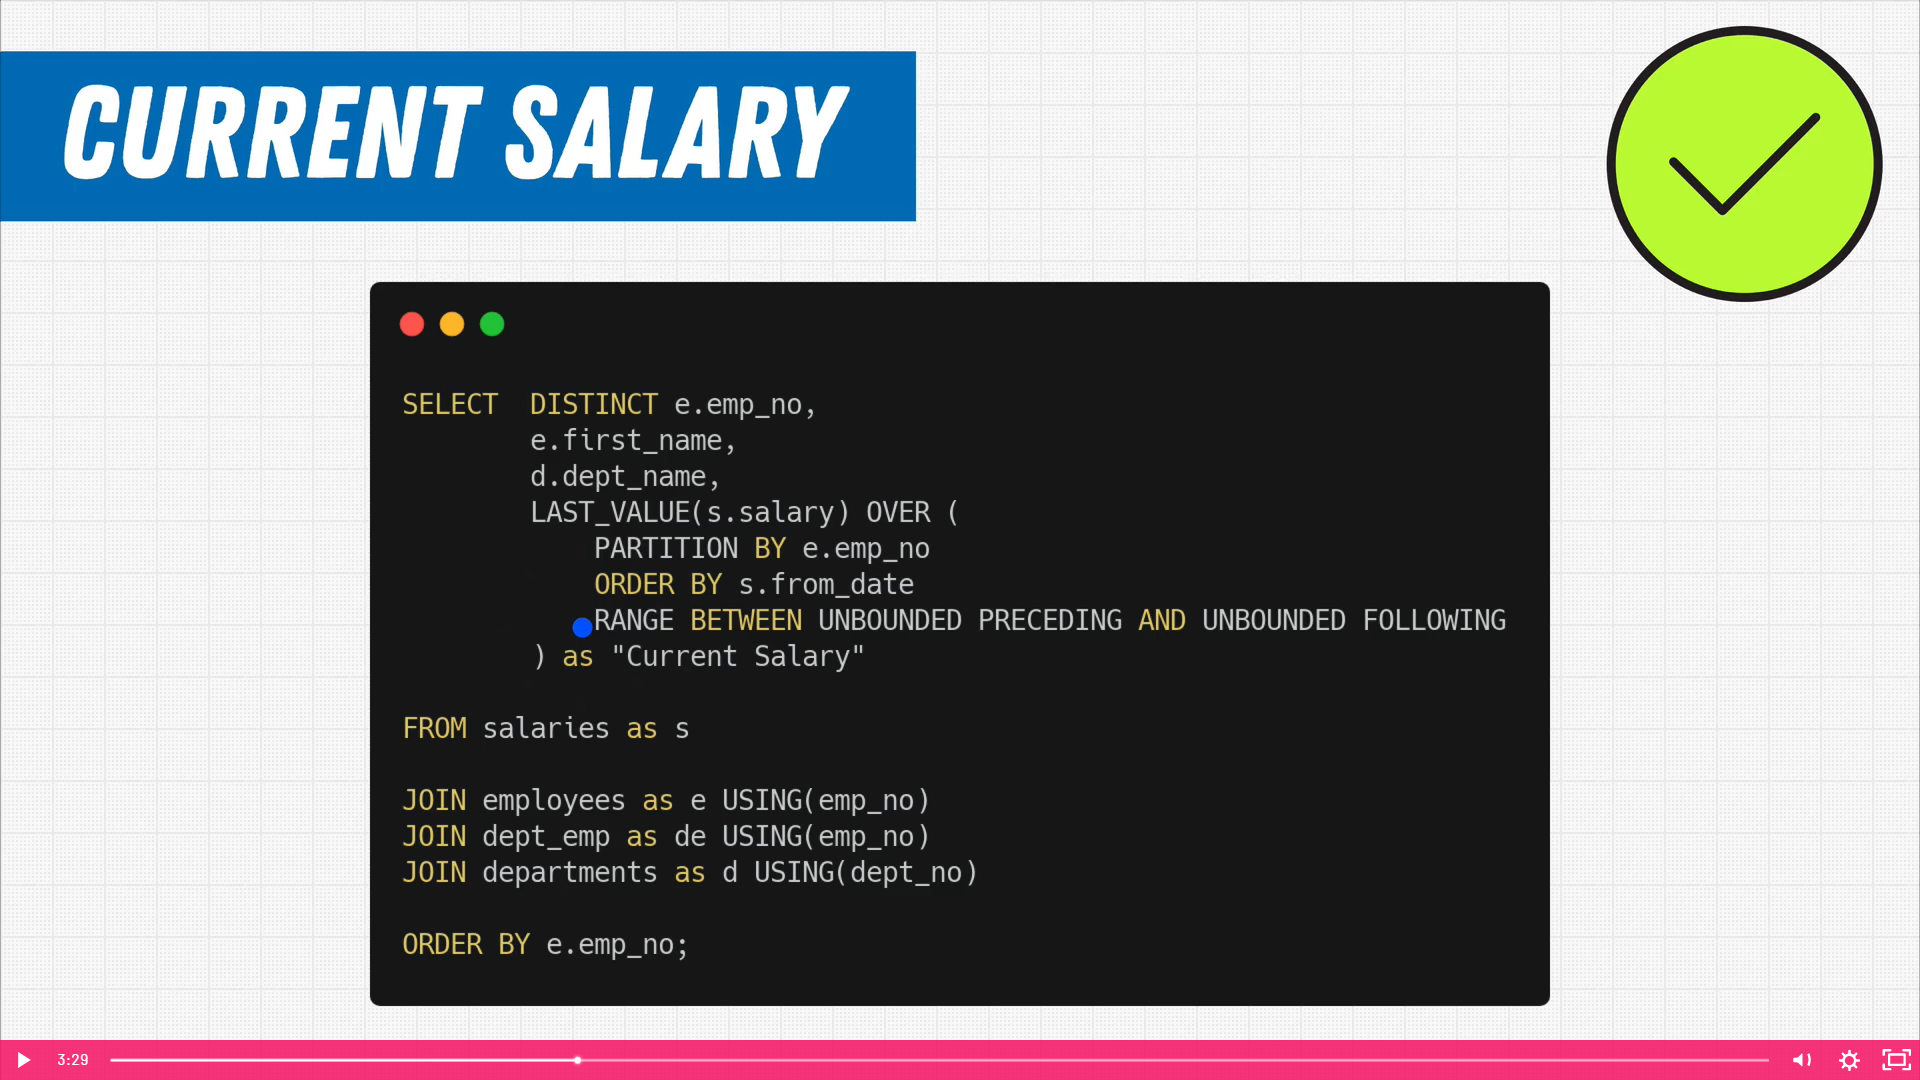 CURRENT SALARY
SELECT  DISTINCT e.emp_no,
        e.first_name,
        d.dept_name,
        LAST_VALUE(s.salary) OVER (
            PARTITION BY e.emp_no
            ORDER BY s.from_date
            RANGE BETWEEN UNBOUNDED PRECEDING AND UNBOUNDED FOLLOWING
        ) as "Current Salary"
FROM salaries as s
JOIN employees as e USING(emp_no)
JOIN dept_emp as de USING(emp_no)
JOIN departments as d USING(dept_no)
ORDER BY e.emp_no;
3:29